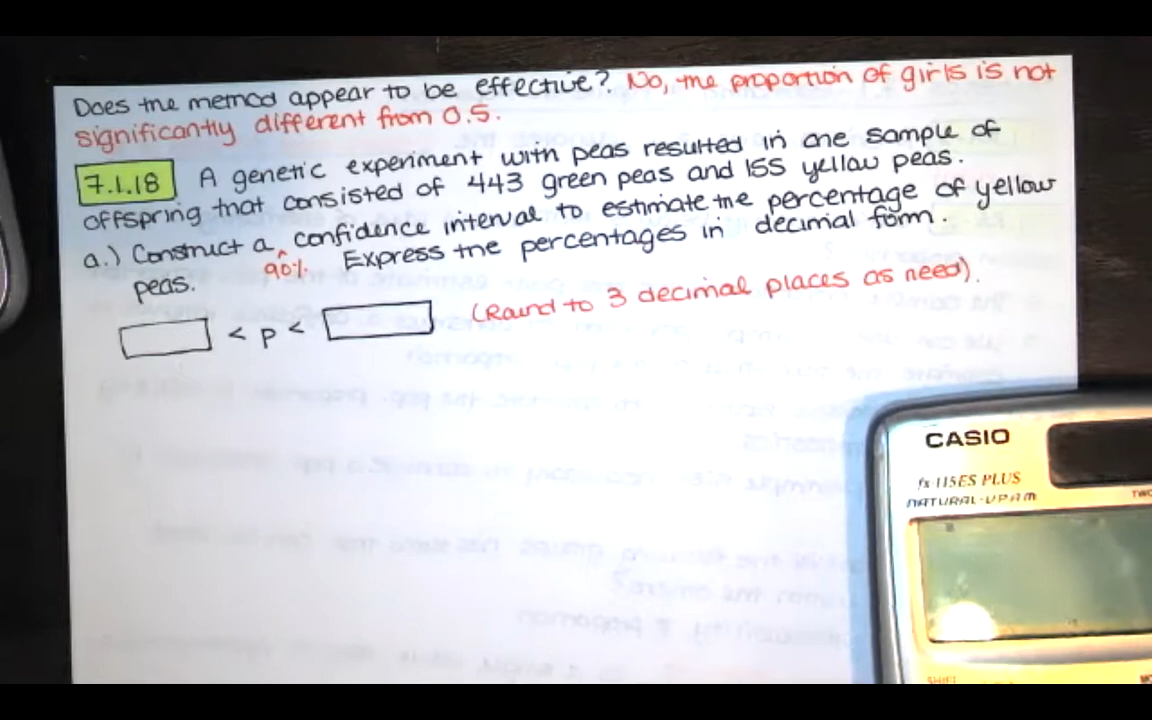 Does the method appear to be effective? No, the proportion of girls is not
significantly different from 0.5.
7.1.18 A genetic experiment with peas resulted in one sample of
offspring that consisted of 443 green peas and 155 yellow peas.
a.) Construct a 90% confidence interval to estimate the percentage of yellow
peas. Express the percentages in decimal form.
< p < (Round to 3 decimal places as need).
CASIO
fx-115ES PLUS
NATURAL-V.P.A.M.
TWO
SHIFT